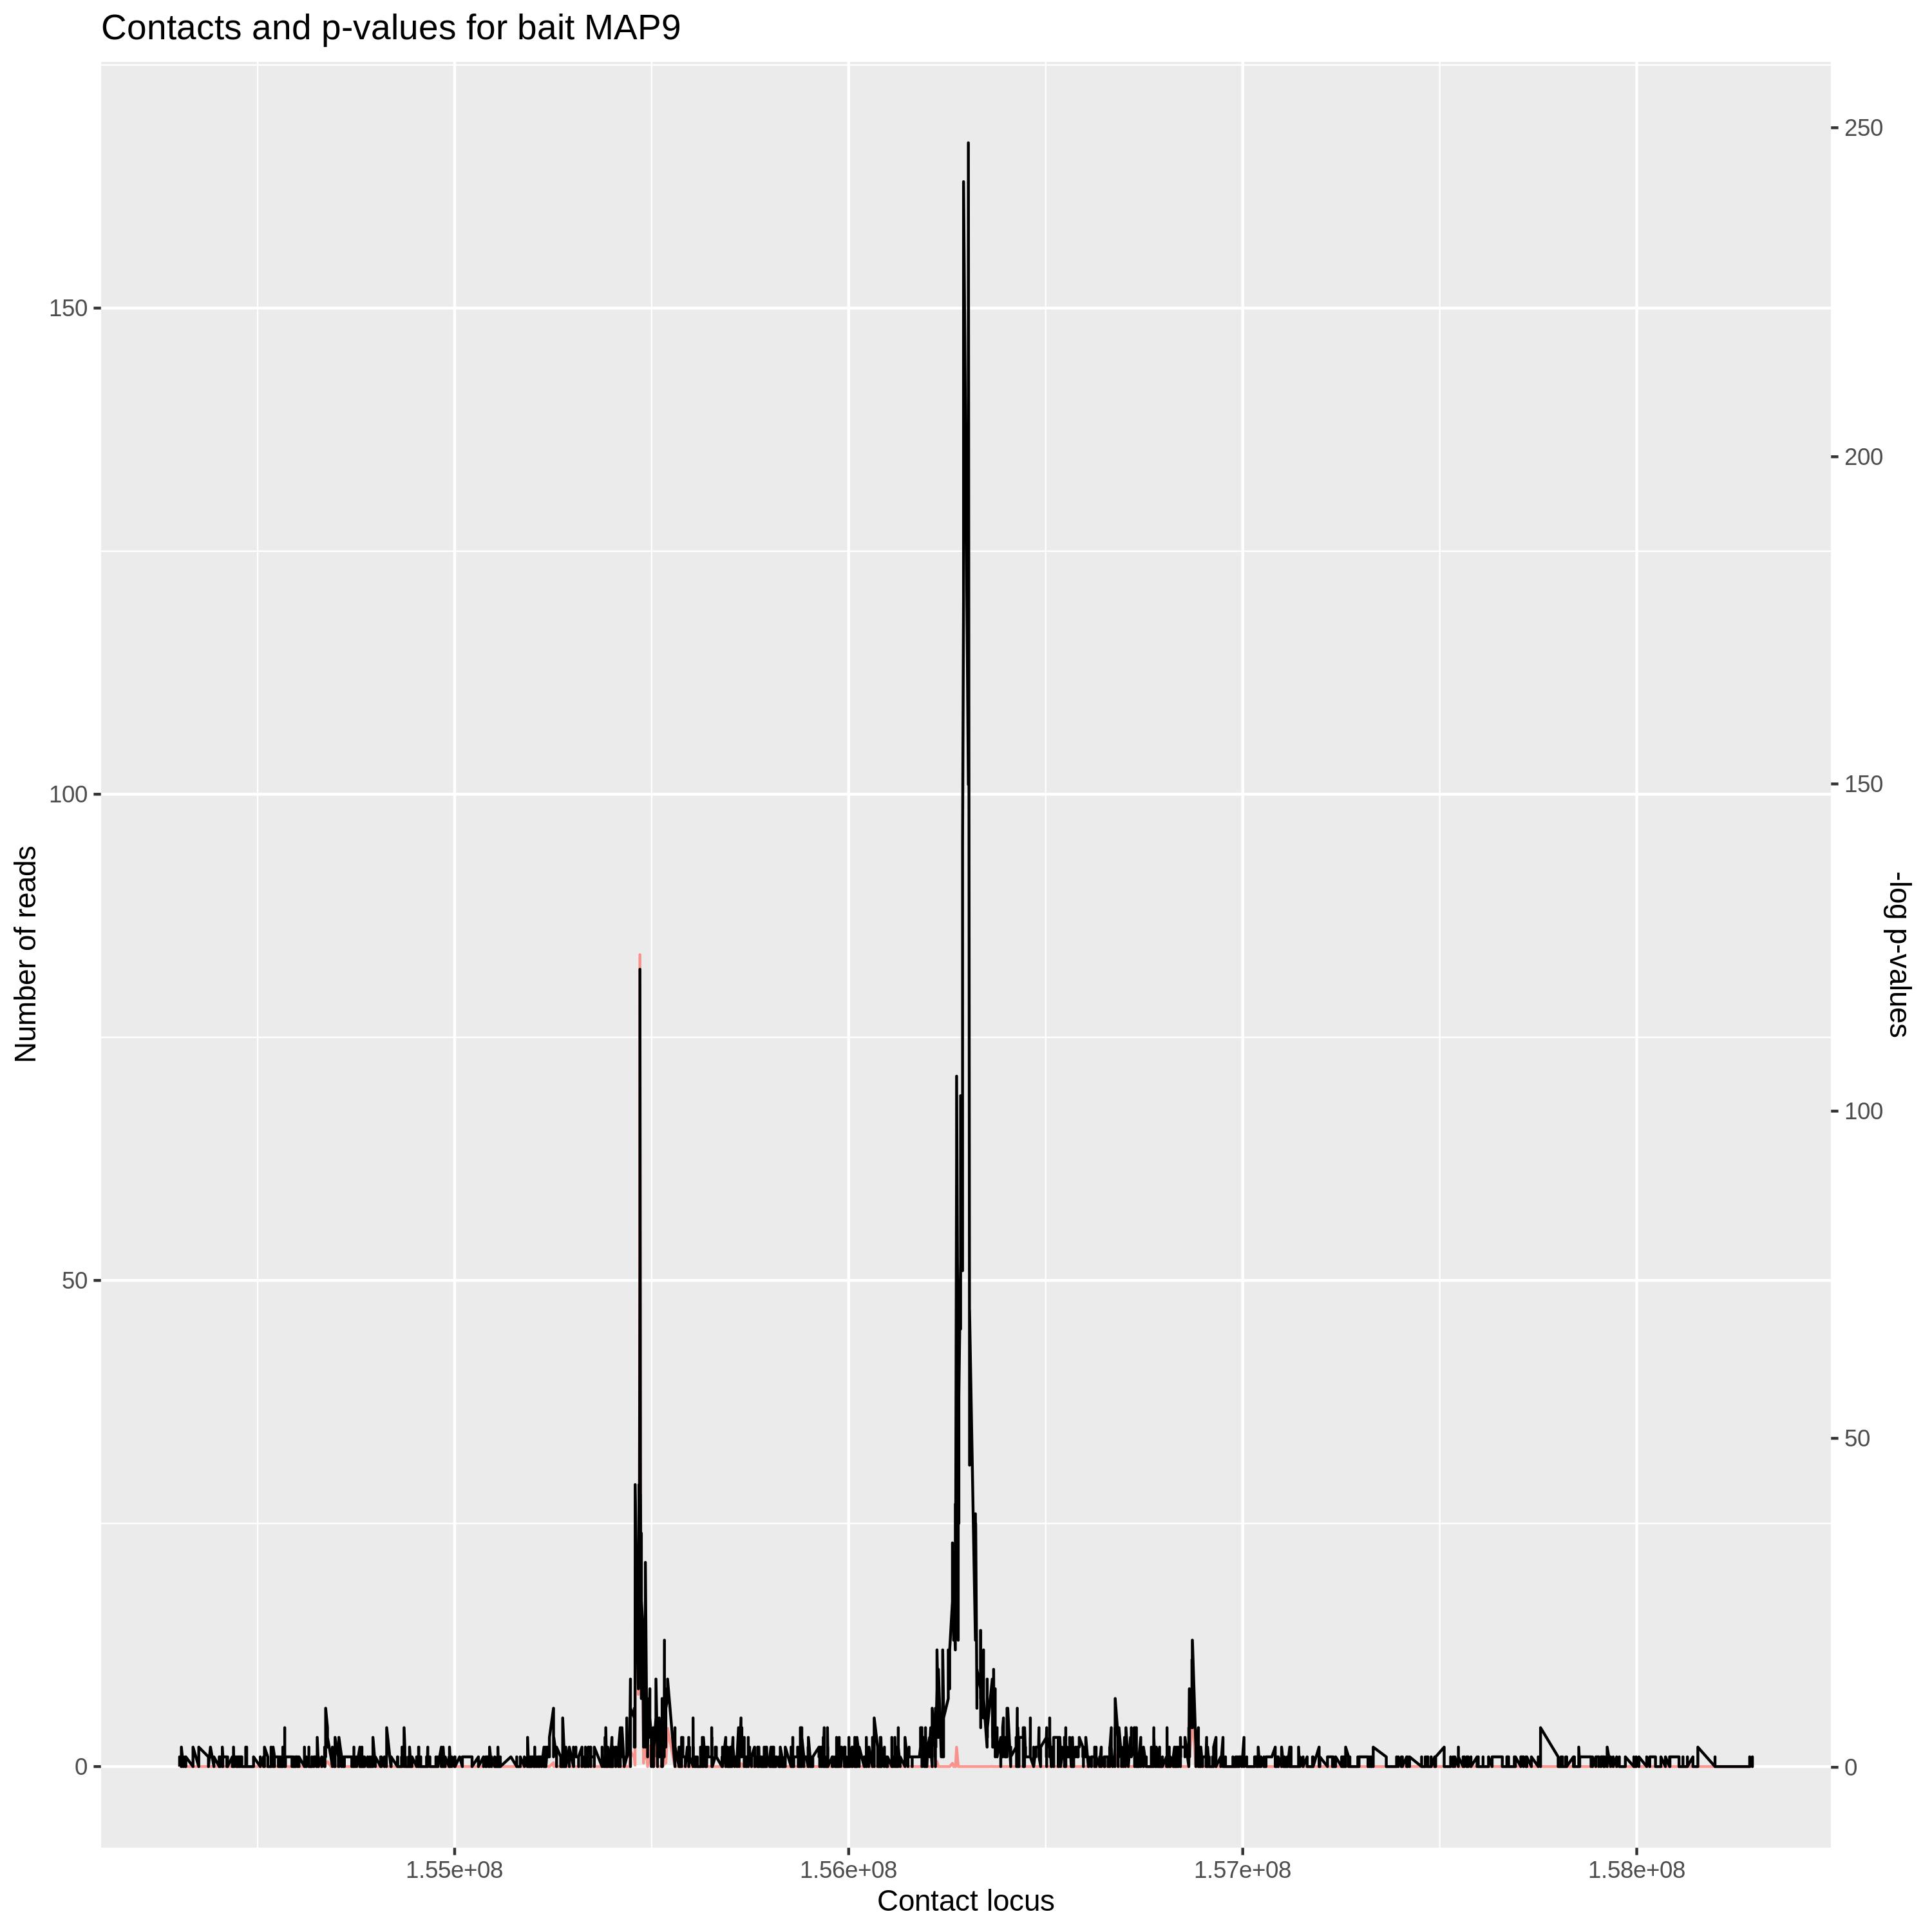 Contacts and p-values for bait MAP9
250
150
200
100
150
Number of reads
-log p-values
100
50
50
0
0
1.55e+08
1.56e+08
1.57e+08
1.58e+08
Contact locus